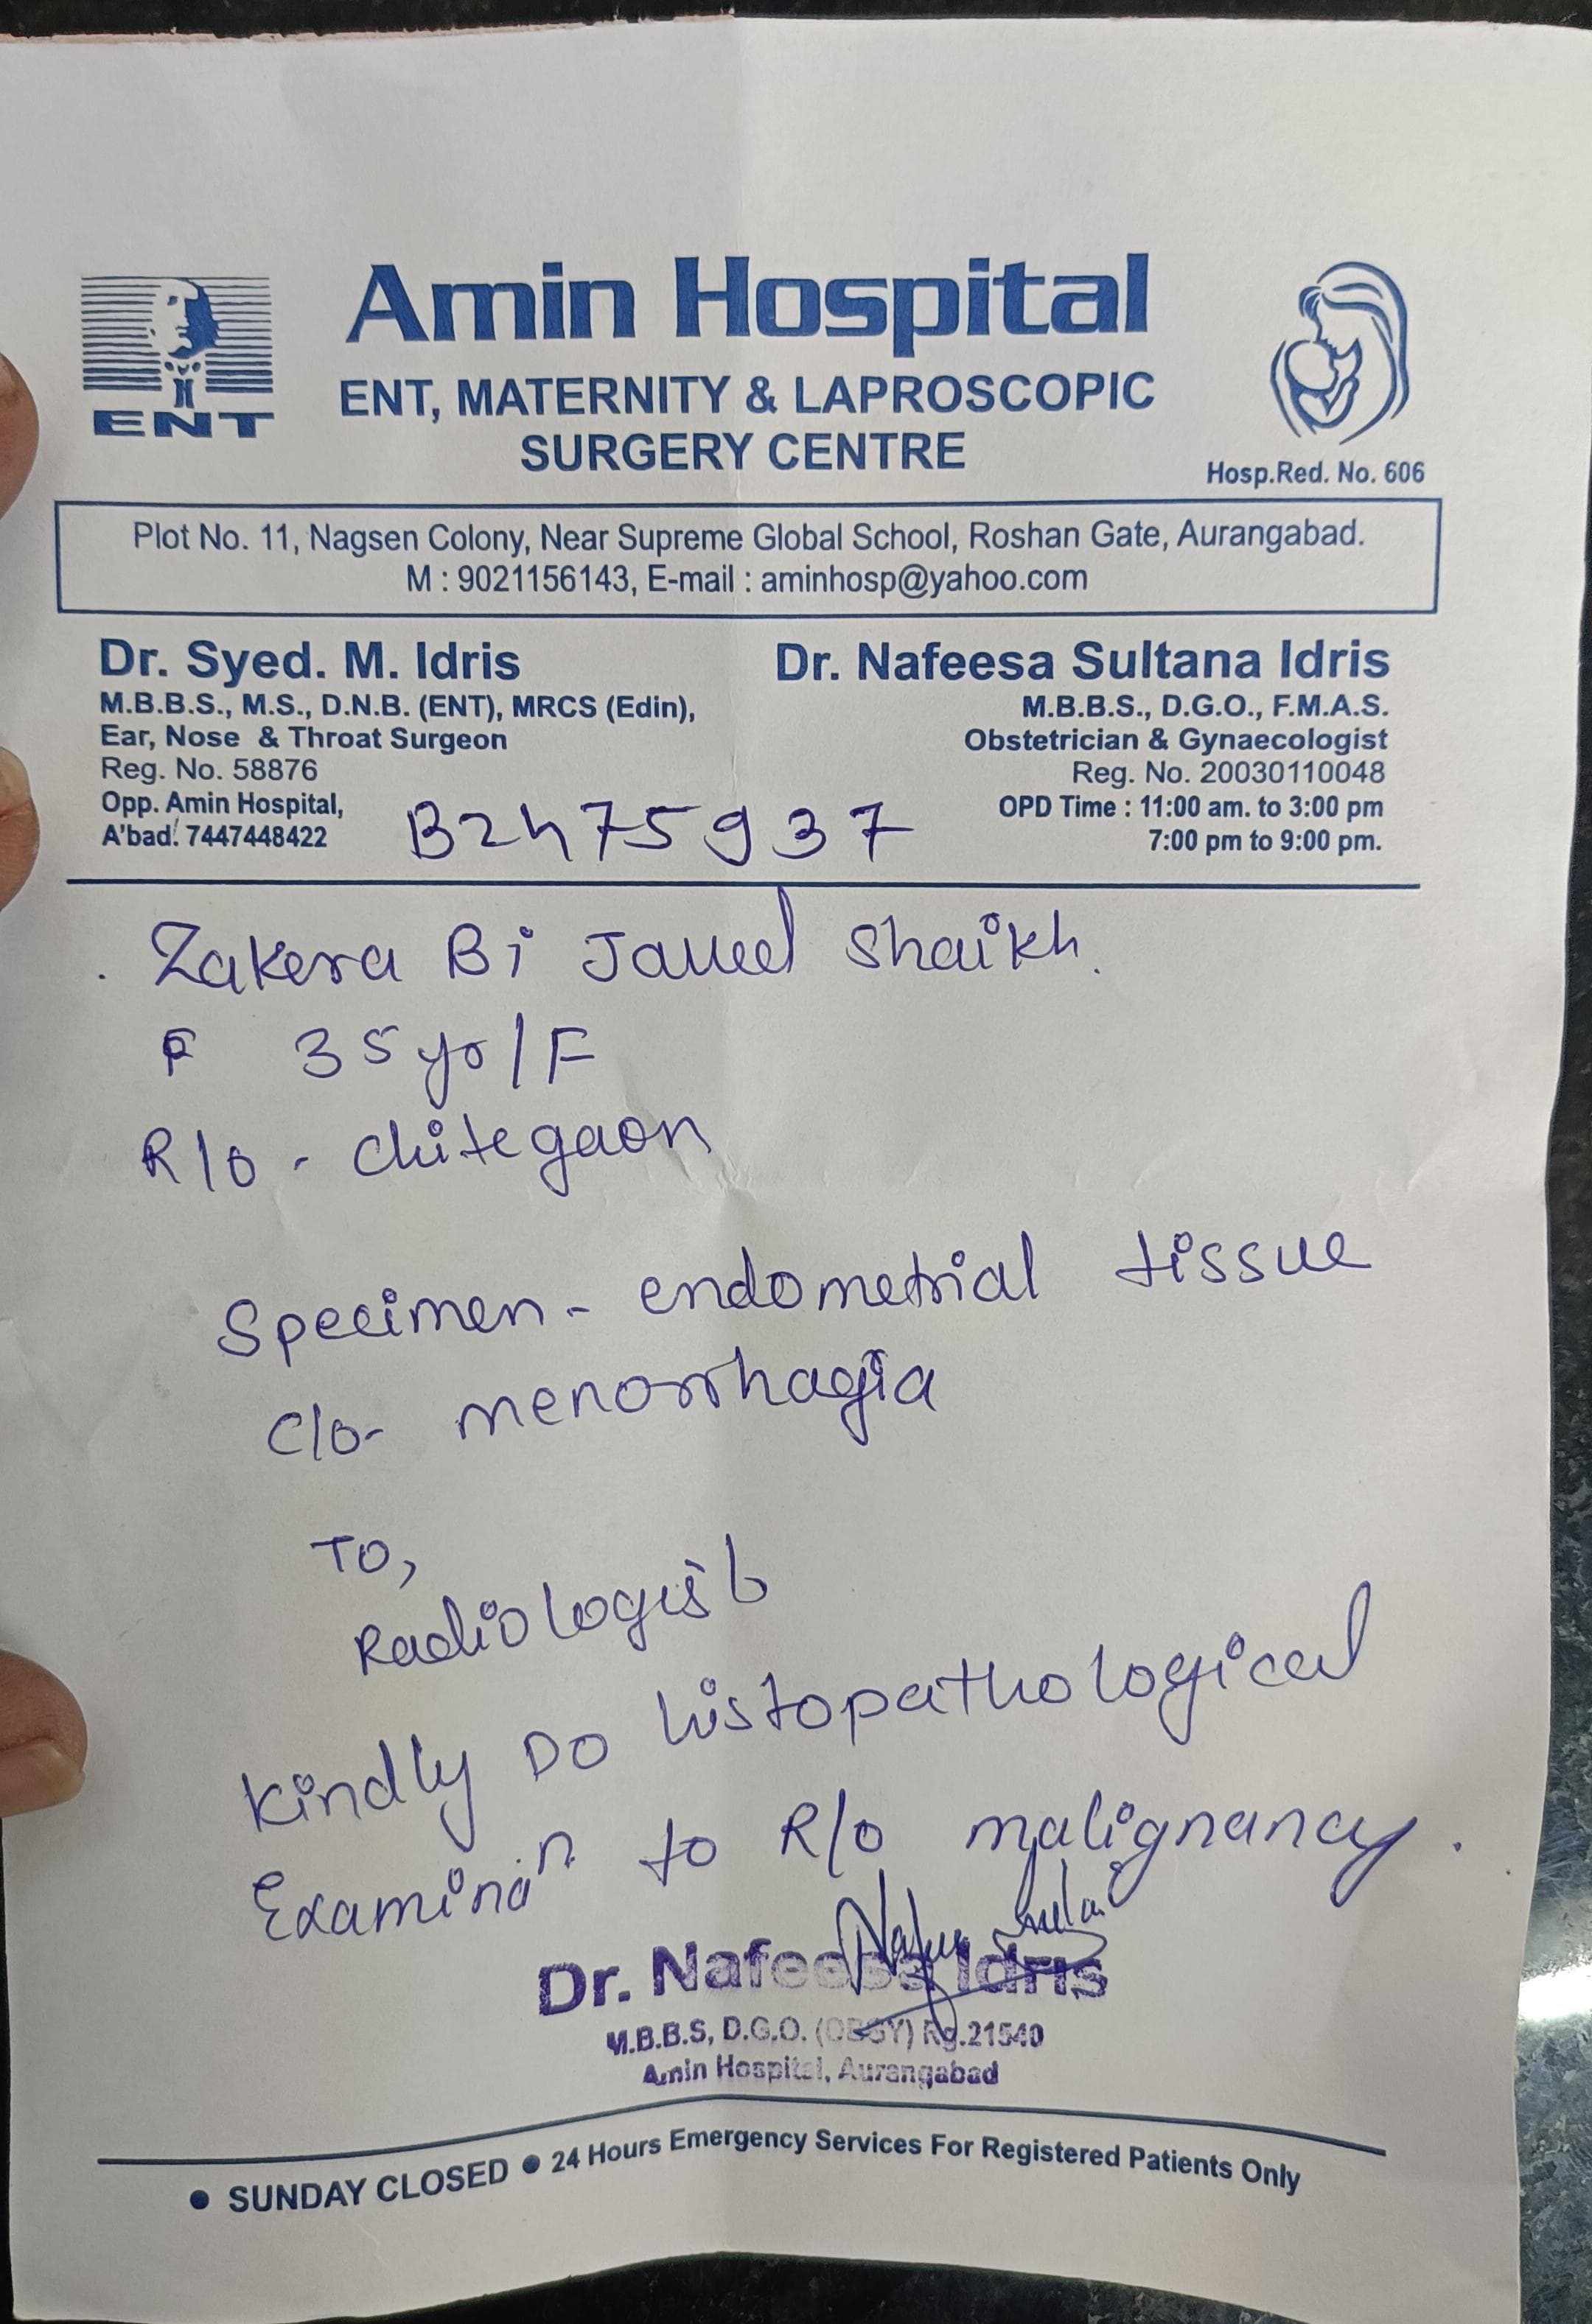 Amin Hospital
ENT
ENT, MATERNITY & LAPROSCOPIC
SURGERY CENTRE
Hosp.Red. No. 606
Plot No. 11, Nagsen Colony, Near Supreme Global School, Roshan Gate, Aurangabad.
M : 9021156143, E-mail : aminhosp@yahoo.com
Dr. Syed. M. Idris
M.B.B.S., M.S., D.N.B. (ENT), MRCS (Edin),
Ear, Nose & Throat Surgeon
Reg. No. 58876
Opp. Amin Hospital,
A'bad. 7447448422
Dr. Nafeesa Sultana Idris
M.B.B.S., D.G.O., F.M.A.S.
Obstetrician & Gynaecologist
Reg. No. 20030110048
OPD Time : 11:00 am. to 3:00 pm
7:00 pm to 9:00 pm.
B2475937
Zakera Bi Javed Shaikh.
F 35 yr/F
R/o - chitegaon
Specimen - endometrial tissue
C/o- menorrhagia
To,
Radiologist
Kindly Do histopathological
Examinan to R/o malignancy.
Dr. Nafeesa Idris
M.B.B.S, D.G.O. (OBGY) Rg.21540
Amin Hospital, Aurangabad
• SUNDAY CLOSED • 24 Hours Emergency Services For Registered Patients Only